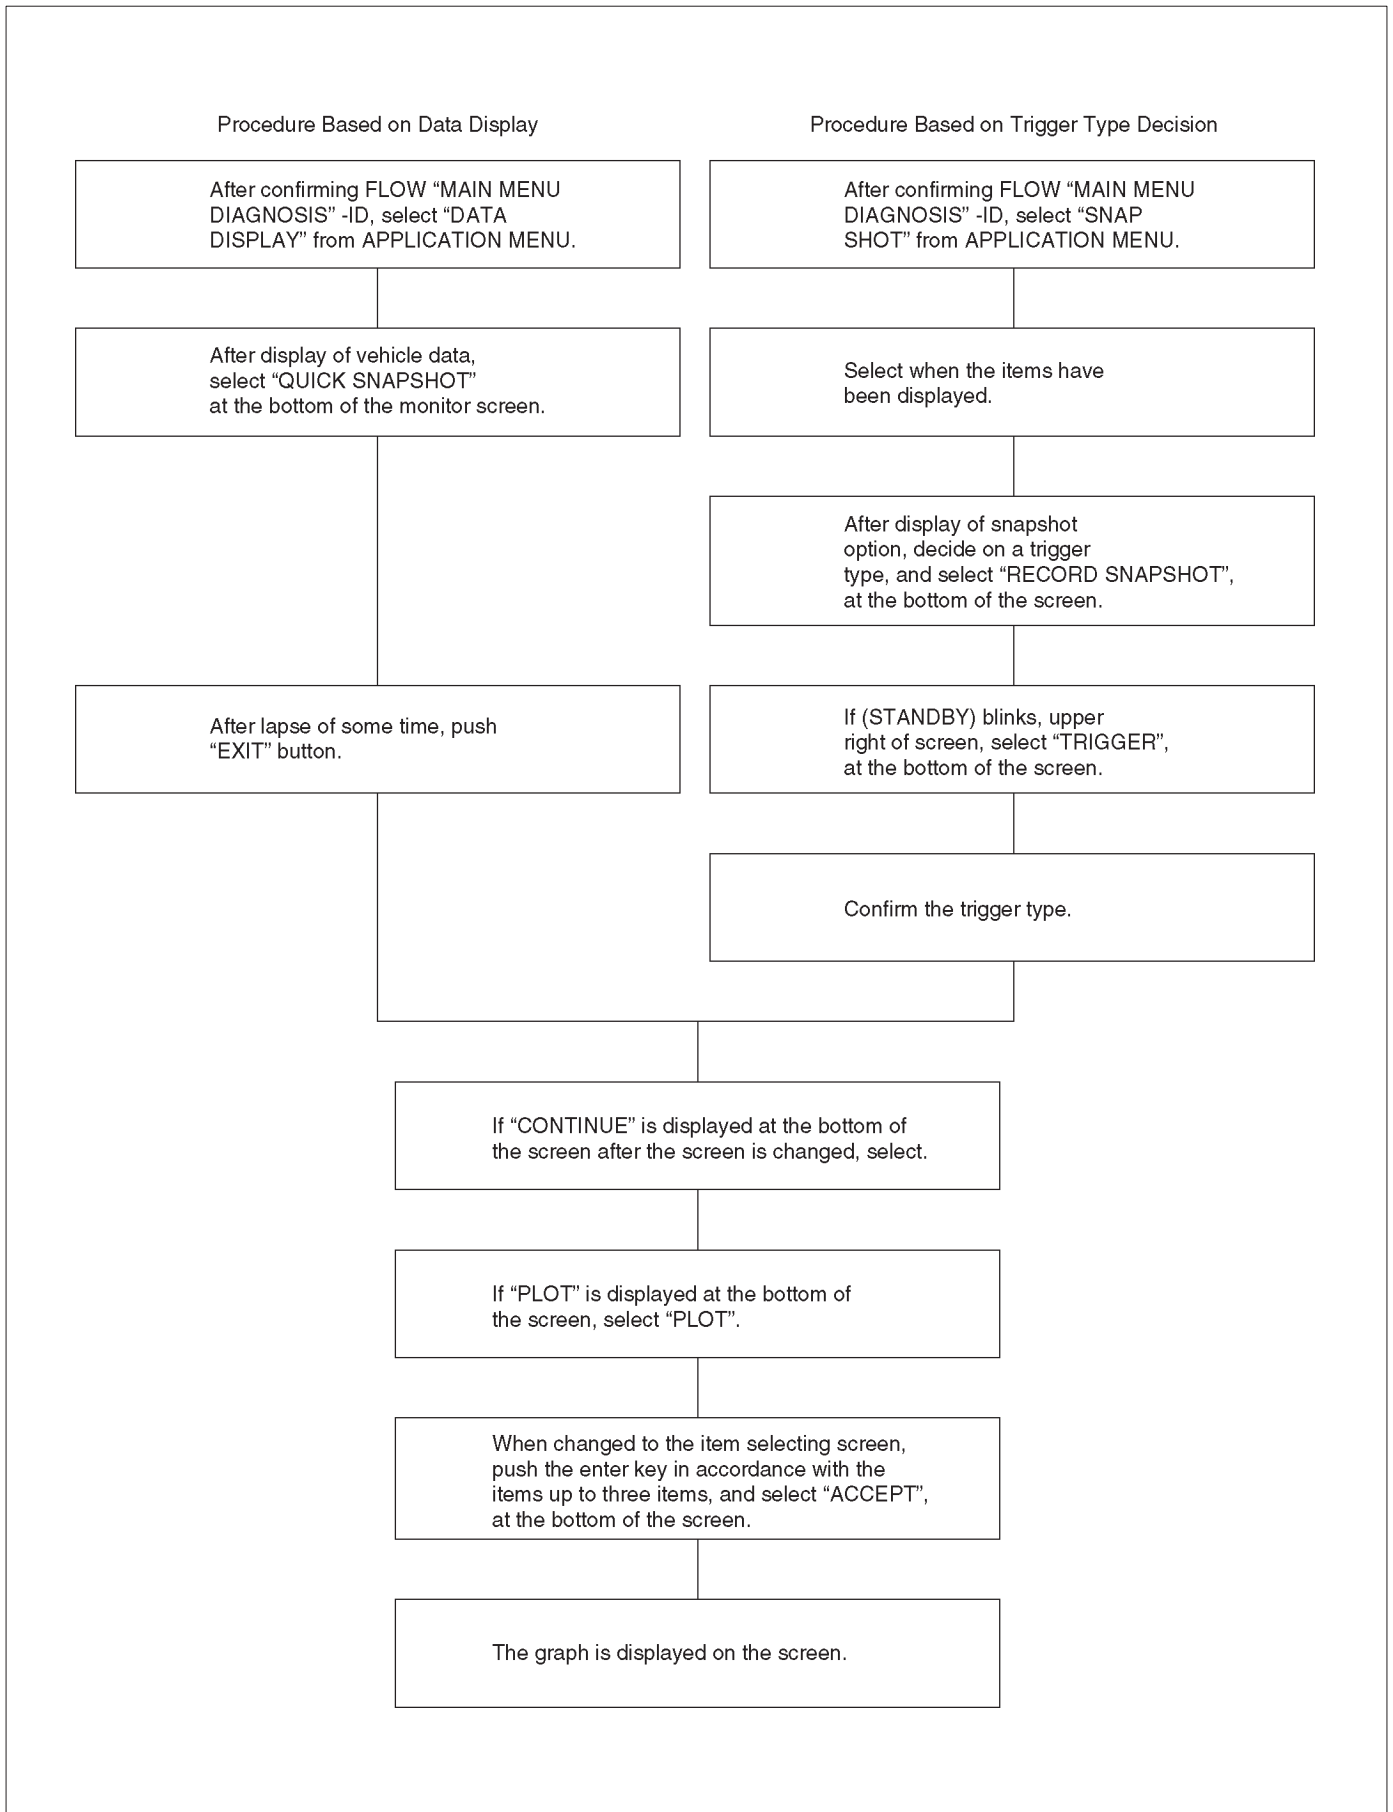 Procedure Based on Data Display
Procedure Based on Trigger Type Decision
After confirming FLOW “MAIN MENU
DIAGNOSIS” -ID, select “DATA
DISPLAY” from APPLICATION MENU.
After confirming FLOW “MAIN MENU
DIAGNOSIS” -ID, select “SNAP
SHOT” from APPLICATION MENU.
After display of vehicle data,
select “QUICK SNAPSHOT”
at the bottom of the monitor screen.
Select when the items have
been displayed.
After display of snapshot
option, decide on a trigger
type, and select “RECORD SNAPSHOT”,
at the bottom of the screen.
After lapse of some time, push
“EXIT” button.
If (STANDBY) blinks, upper
right of screen, select “TRIGGER”,
at the bottom of the screen.
Confirm the trigger type.
If “CONTINUE” is displayed at the bottom of
the screen after the screen is changed, select.
If “PLOT” is displayed at the bottom of
the screen, select “PLOT”.
When changed to the item selecting screen,
push the enter key in accordance with the
items up to three items, and select “ACCEPT”,
at the bottom of the screen.
The graph is displayed on the screen.